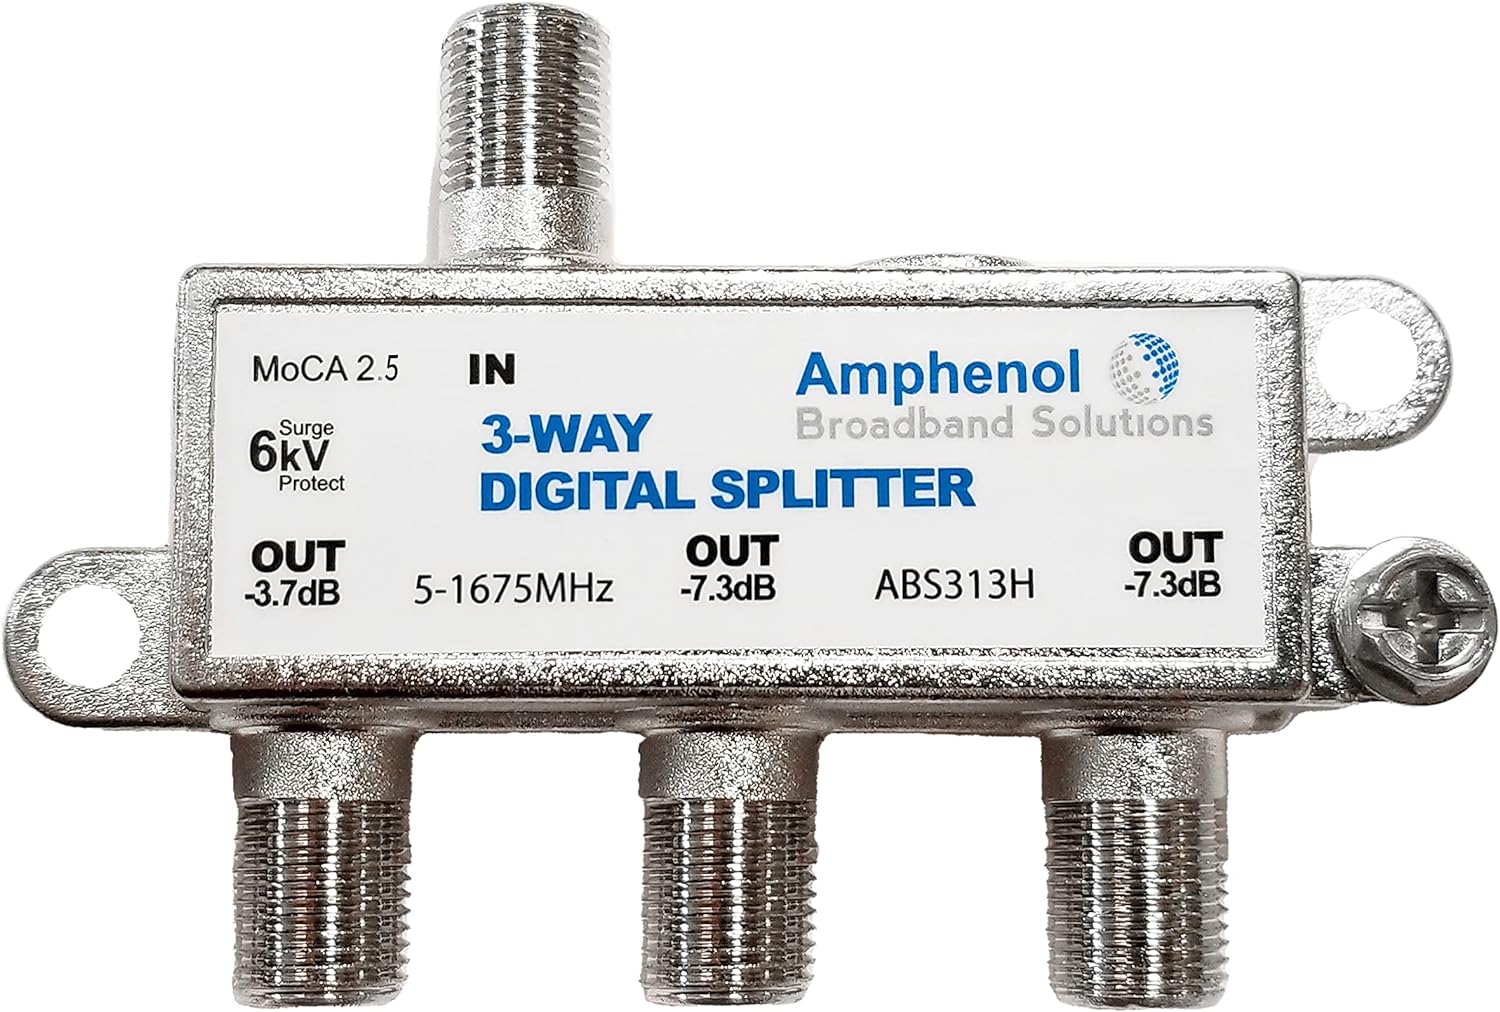 MoCA 2.5
IN
Amphenol
Broadband Solutions
6kV
Surge
Protect
3-WAY
DIGITAL SPLITTER
OUT
-3.7dB
5-1675MHz
OUT
-7.3dB
ABS313H
OUT
-7.3dB